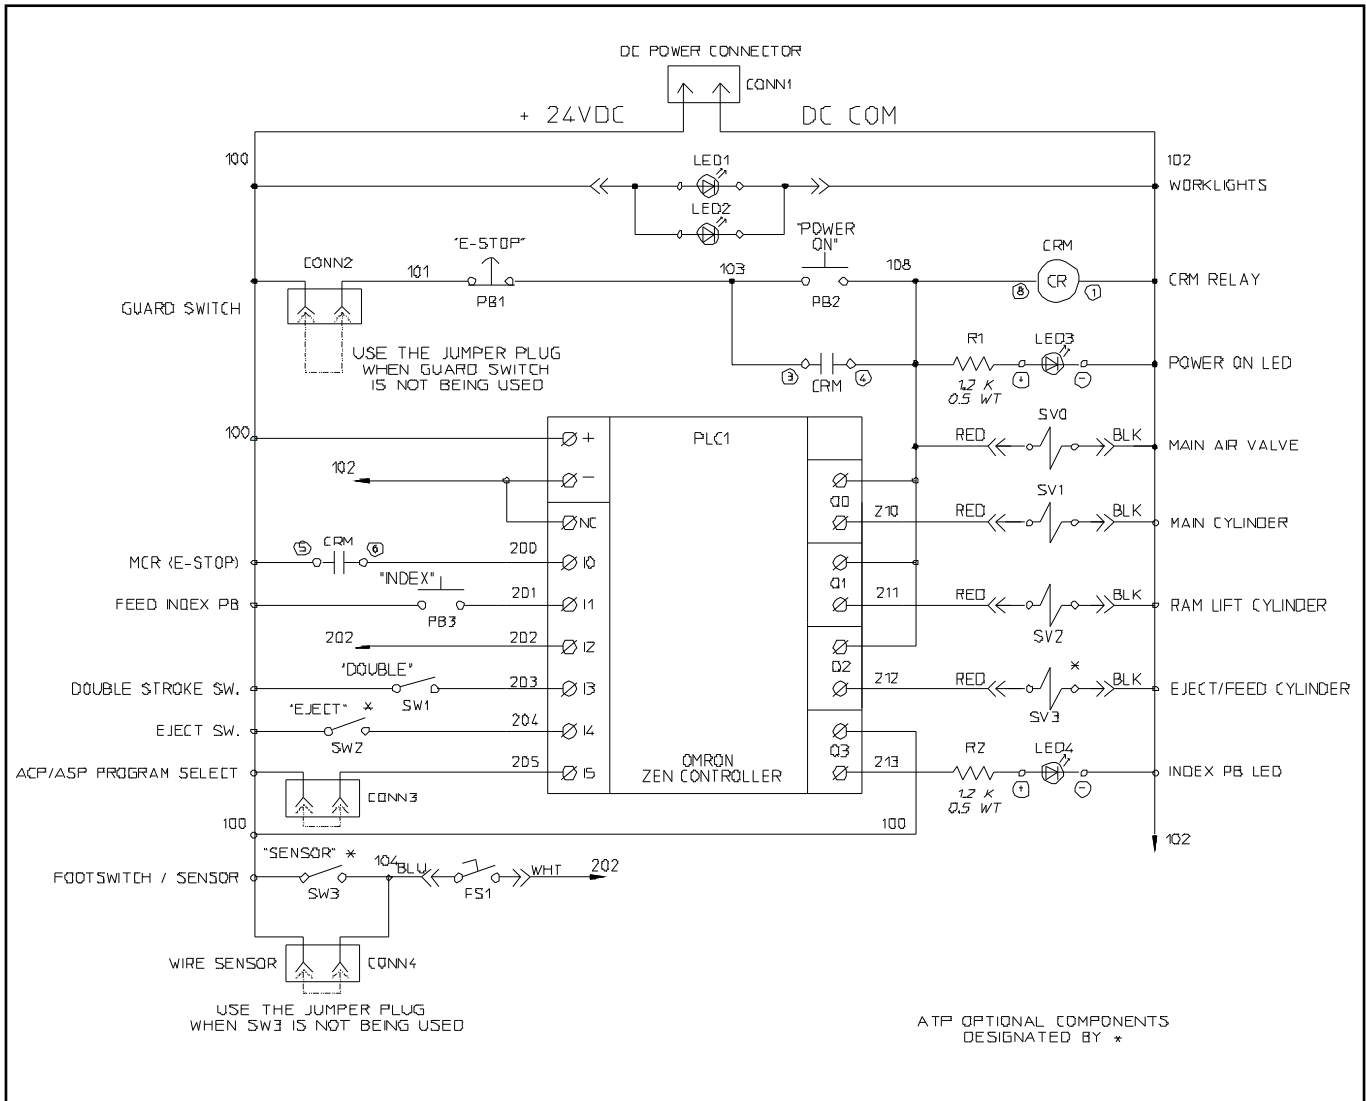 DC POWER CONNECTOR
CONN1
+ 24VDC
DC COM
100
LED1
102
WORKLIGHTS
LED2
"POWER
ON"
"E-STOP"
CRM
CONN2
101
103
108
8
CR
1
CRM RELAY
PB1
PB2
GUARD SWITCH
R1
LED3
USE THE JUMPER PLUG
WHEN GUARD SWITCH
IS NOT BEING USED
3
CRM
4
1.2 K
0.5 WT
+
-
POWER ON LED
SV0
100
+
PLC1
RED
BLK
MAIN AIR VALVE
102
-
SV1
Q0
NC
210
RED
BLK
MAIN CYLINDER
MCR (E-STOP)
5
CRM
6
200
I0
"INDEX"
Q1
FEED INDEX PB
PB3
201
I1
211
RED
BLK
RAM LIFT CYLINDER
SV2
202
202
I2
"DOUBLE"
Q2
*
DOUBLE STROKE SW.
SW1
203
I3
212
RED
BLK
EJECT/FEED CYLINDER
"EJECT" *
SV3
EJECT SW.
SW2
204
I4
Q3
R2
LED4
ACP/ASP PROGRAM SELECT
205
I5
OMRON
ZEN CONTROLLER
213
INDEX PB LED
CONN3
1.2 K
0.5 WT
+
-
100
100
102
"SENSOR" *
104
BLU
WHT
202
FOOTSWITCH / SENSOR
SW3
FS1
WIRE SENSOR
CONN4
USE THE JUMPER PLUG
WHEN SW3 IS NOT BEING USED
ATP OPTIONAL COMPONENTS
DESIGNATED BY *